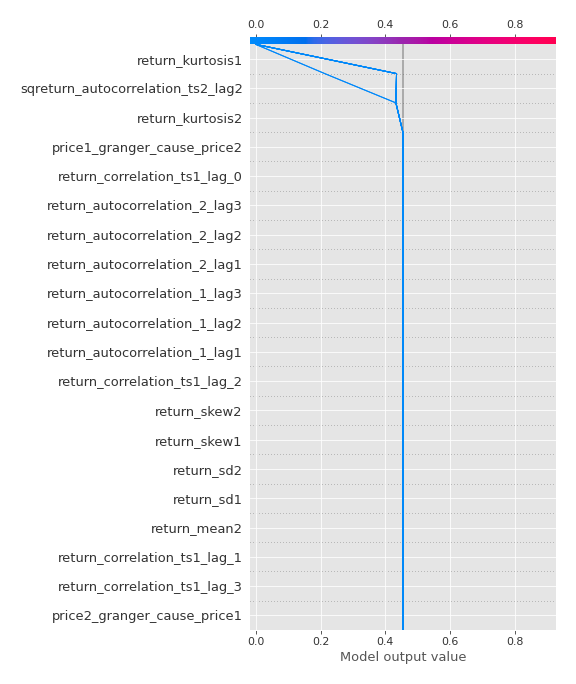 0.0 0.2 0.4 0.6 0.8
return_kurtosis1
sqreturn_autocorrelation_ts2_lag2
return_kurtosis2
price1_granger_cause_price2
return_correlation_ts1_lag_0
return_autocorrelation_2_lag3
return_autocorrelation_2_lag2
return_autocorrelation_2_lag1
return_autocorrelation_1_lag3
return_autocorrelation_1_lag2
return_autocorrelation_1_lag1
return_correlation_ts1_lag_2
return_skew2
return_skew1
return_sd2
return_sd1
return_mean2
return_correlation_ts1_lag_1
return_correlation_ts1_lag_3
price2_granger_cause_price1
0.0 0.2 0.4 0.6 0.8
Model output value